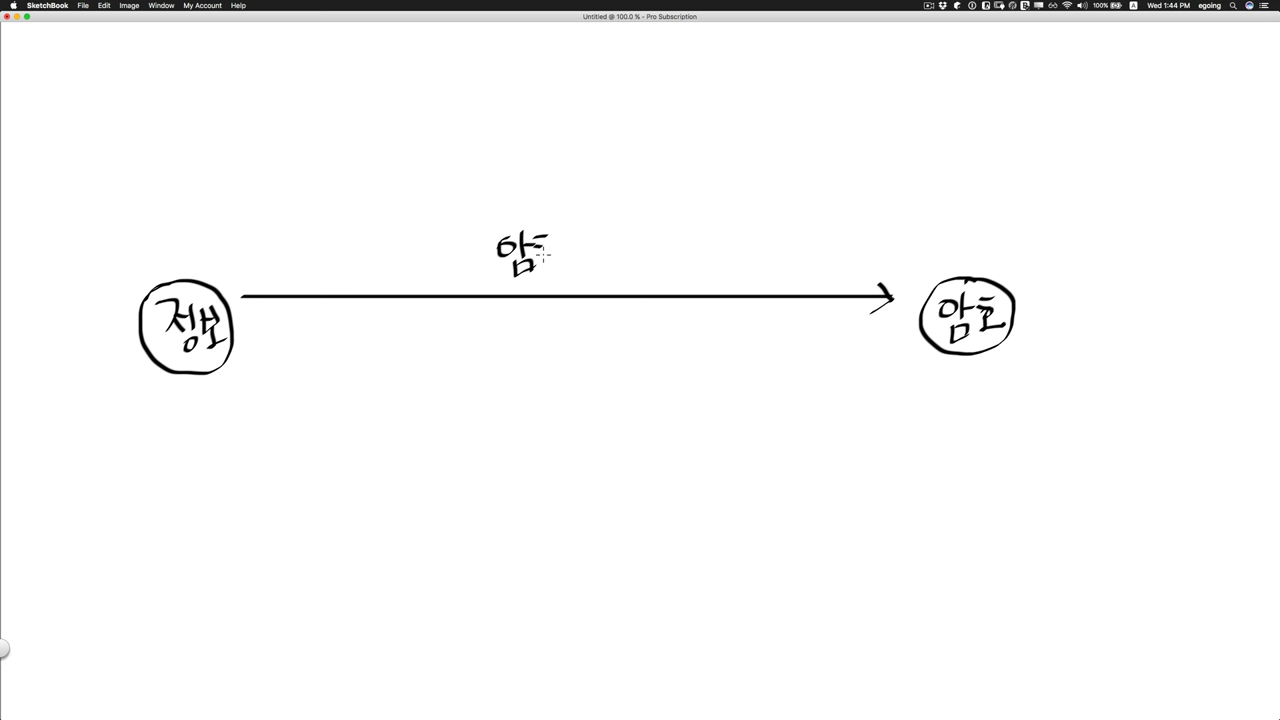 SketchBook File Edit Image Window My Account Help 100% A Wed 1:44 PM egoing
Untitled @ 100.0 % - Pro Subscription
암
정보
암호